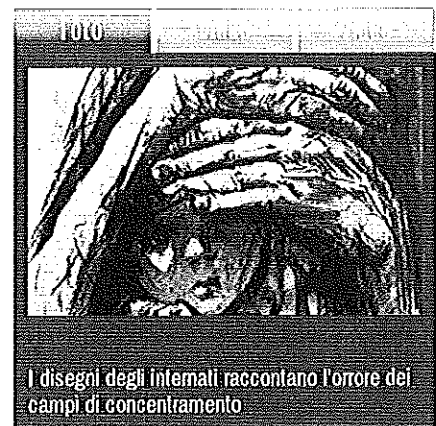 Foto
I disegni degli internati raccontano l'orrore dei
campi di concentramento